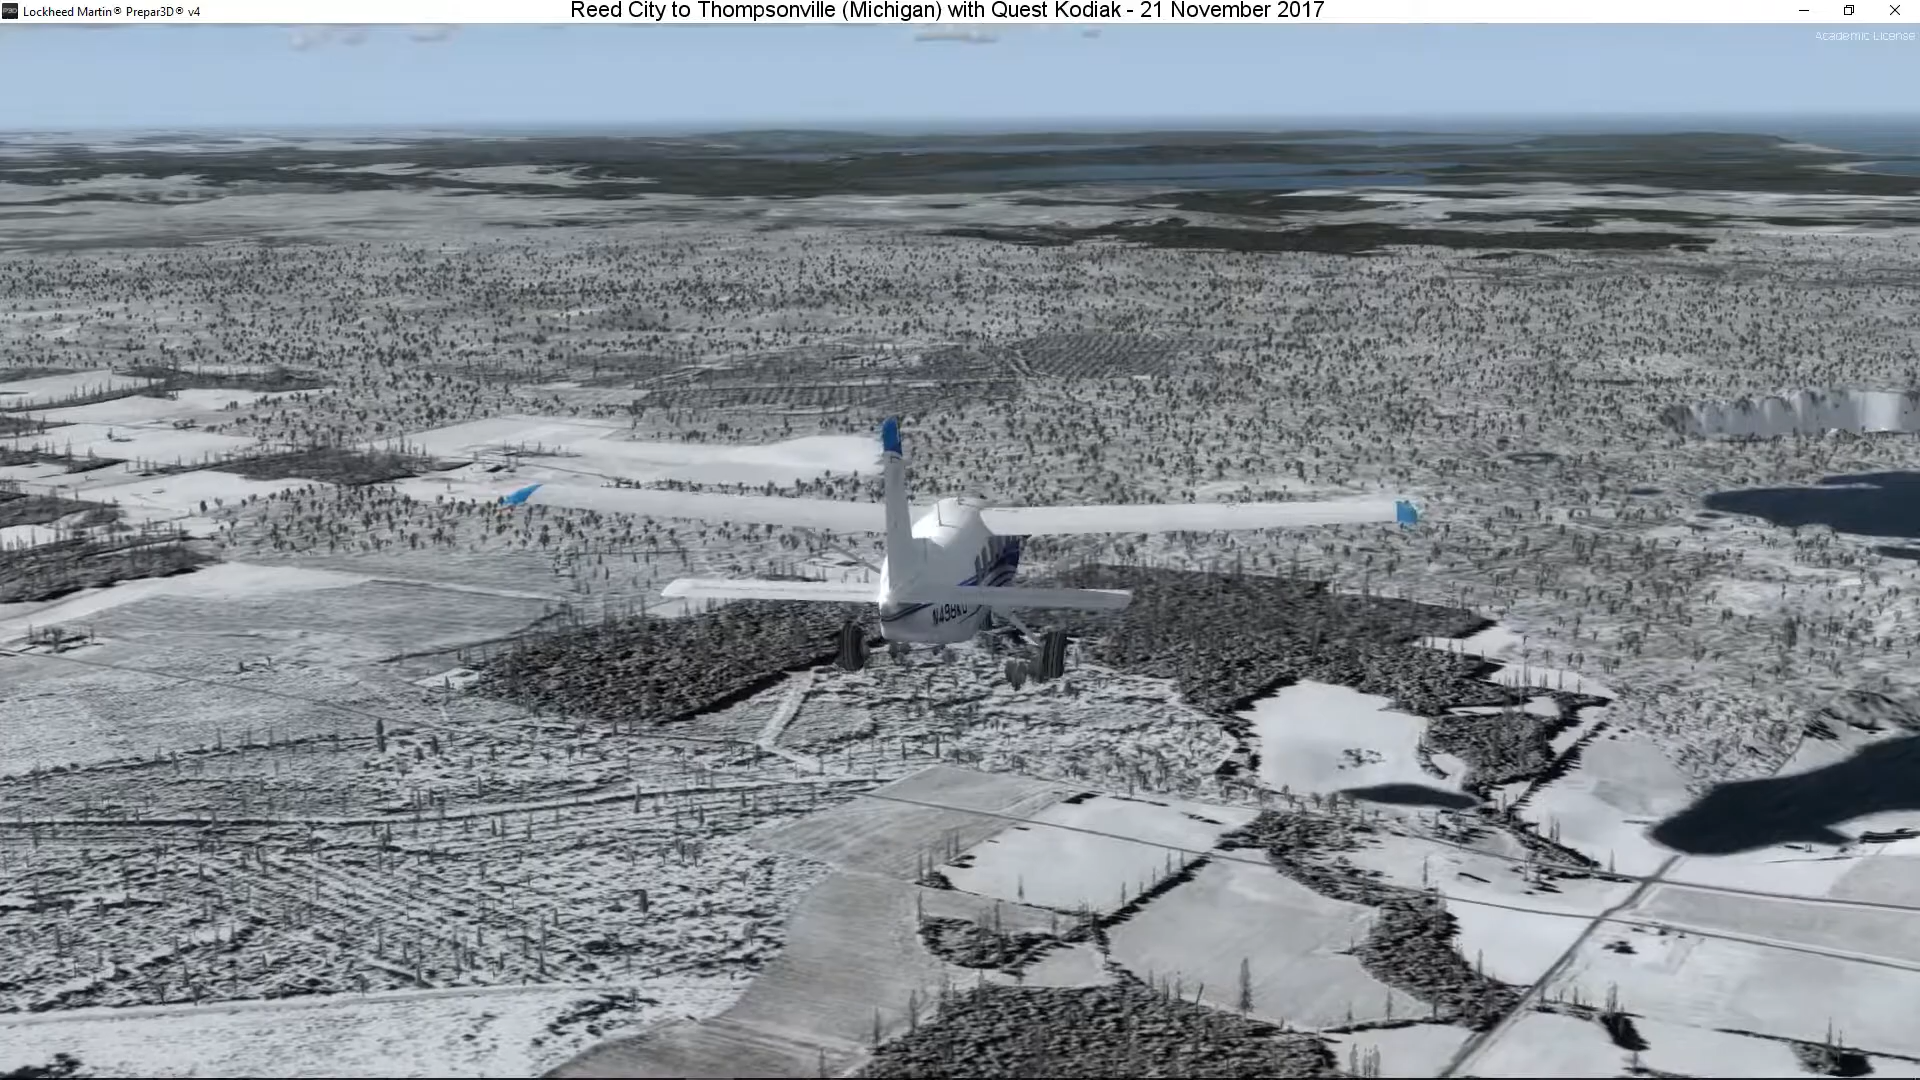 Lockheed Martin® Prepar3D® v4
Reed City to Thompsonville (Michigan) with Quest Kodiak - 21 November 2017
Academic License